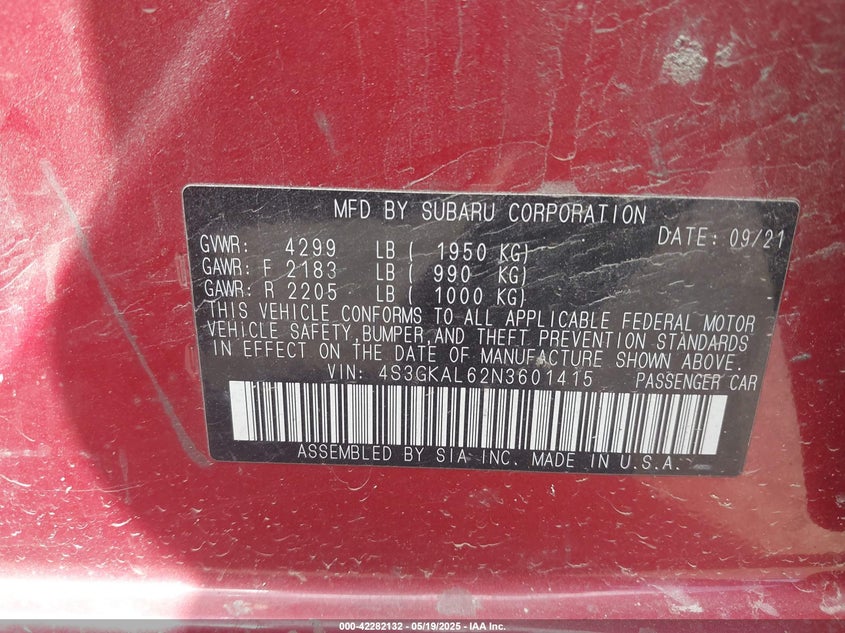 MFD BY SUBARU CORPORATION
DATE: 09/21
GVWR: 4299 LB ( 1950 KG)
GAWR: F 2183 LB ( 990 KG)
GAWR: R 2205 LB ( 1000 KG)
THIS VEHICLE CONFORMS TO ALL APPLICABLE FEDERAL MOTOR
VEHICLE SAFETY,BUMPER,AND THEFT PREVENTION STANDARDS
IN EFFECT ON THE DATE OF MANUFACTURE SHOWN ABOVE.
VIN: 4S3GKAL62N3601415 PASSENGER CAR
ASSEMBLED BY SIA INC. MADE IN U.S.A.
000-42282132 - 05/19/2025 - IAA Inc.